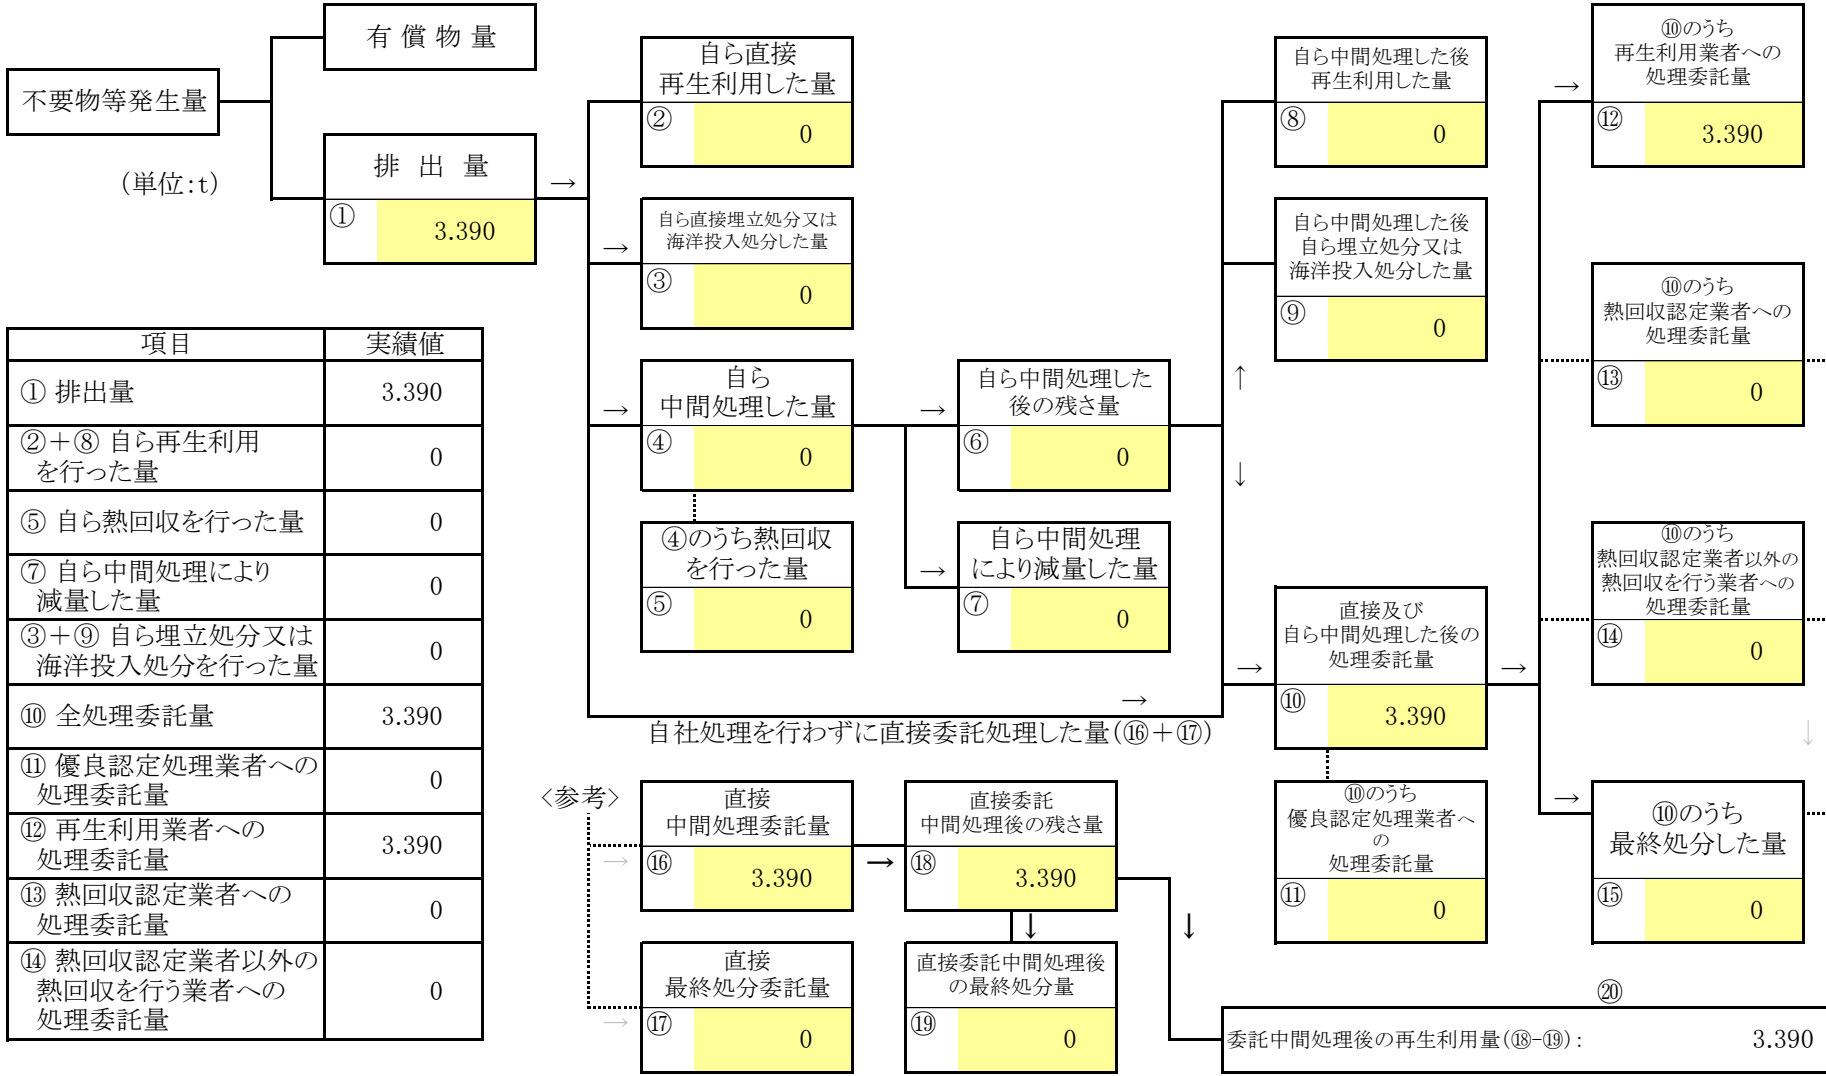 有 償 物 量
不要物等発生量
(単位:t)
排 出 量
→
①
3.390
項目
実績値
① 排出量
3.390
②＋⑧ 自ら再生利用
を行った量
0
⑤ 自ら熱回収を行った量
0
⑦ 自ら中間処理により
減量した量
0
③＋⑨ 自ら埋立処分又は
海洋投入処分を行った量
0
⑩ 全処理委託量
3.390
⑪ 優良認定処理業者への
処理委託量
0
⑫ 再生利用業者への
処理委託量
3.390
⑬ 熱回収認定業者への
処理委託量
0
⑭ 熱回収認定業者以外の
熱回収を行う業者への
処理委託量
0
自ら直接
再生利用した量
②
0
→
自ら直接埋立処分又は
海洋投入処分した量
③
0
→
自ら
中間処理した量
④
0
④のうち熱回収
を行った量
⑤
0
→
自ら中間処理した
後の残さ量
⑥
0
→
自ら中間処理
により減量した量
⑦
0
→
自社処理を行わずに直接委託処理した量(⑯＋⑰)
〈参考〉
→
直接
中間処理委託量
⑯
3.390
→
直接
最終処分委託量
⑰
0
→
直接委託
中間処理後の残さ量
⑱
3.390
↓
直接委託中間処理後
の最終処分量
⑲
0
↓
自ら中間処理した後
再生利用した量
⑧
0
自ら中間処理した後
自ら埋立処分又は
海洋投入処分した量
⑨
0
↑
↓
→
直接及び
自ら中間処理した後の
処理委託量
⑩
3.390
→
⑩のうち
優良認定処理業者へ
の
処理委託量
⑪
0
→
⑩のうち
再生利用業者への
処理委託量
⑫
3.390
⑩のうち
熱回収認定業者への
処理委託量
⑬
0
⑩のうち
熱回収認定業者以外の
熱回収を行う業者への
処理委託量
⑭
0
↓
→
⑩のうち
最終処分した量
⑮
0
⑳
委託中間処理後の再生利用量(⑱-⑲):
3.390